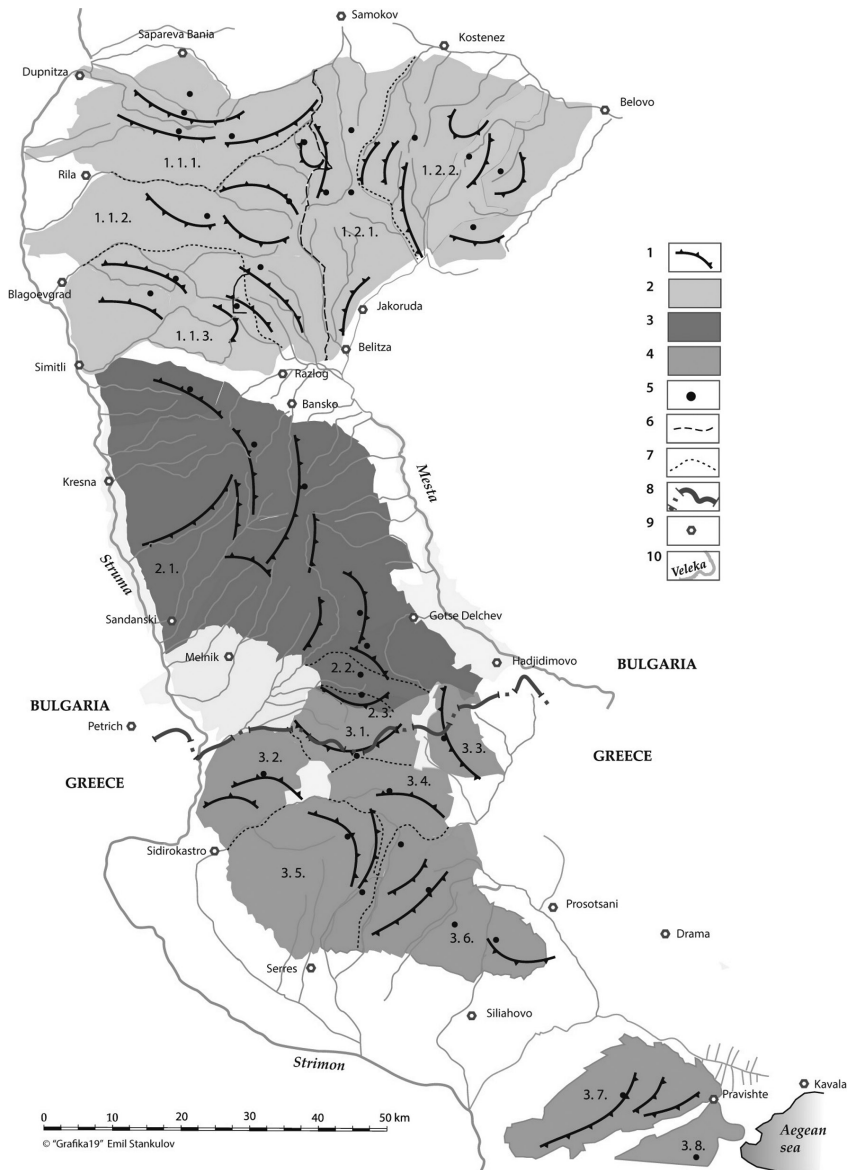 Samokov
Sapareva Bania
Kostenez
Dupnitza
Belovo
1. 1. 1.
1. 2. 2.
Rila
1. 1. 2.
1. 2. 1.
1
2
Blagoevgrad
Jakoruda
3
1. 1. 3.
Belitza
4
Simitli
Razlog
5
Bansko
6
7
Kresna
Mesta
8
9
Struma
10
Veleka
2. 1.
Sandanski
Gotse Delchev
Melnik
Hadjidimovo
2. 2.
BULGARIA
BULGARIA
2. 3.
Petrich
3. 1.
3. 2.
3. 3.
GREECE
GREECE
3. 4.
Sidirokastro
3. 5.
Prosotsani
3. 6.
Drama
Serres
Siliahovo
Strimon
3. 7.
Kavala
Pravishte
0 10 20 30 40 50 km
Aegean
sea
3. 8.
© "Grafika19" Emil Stankulov